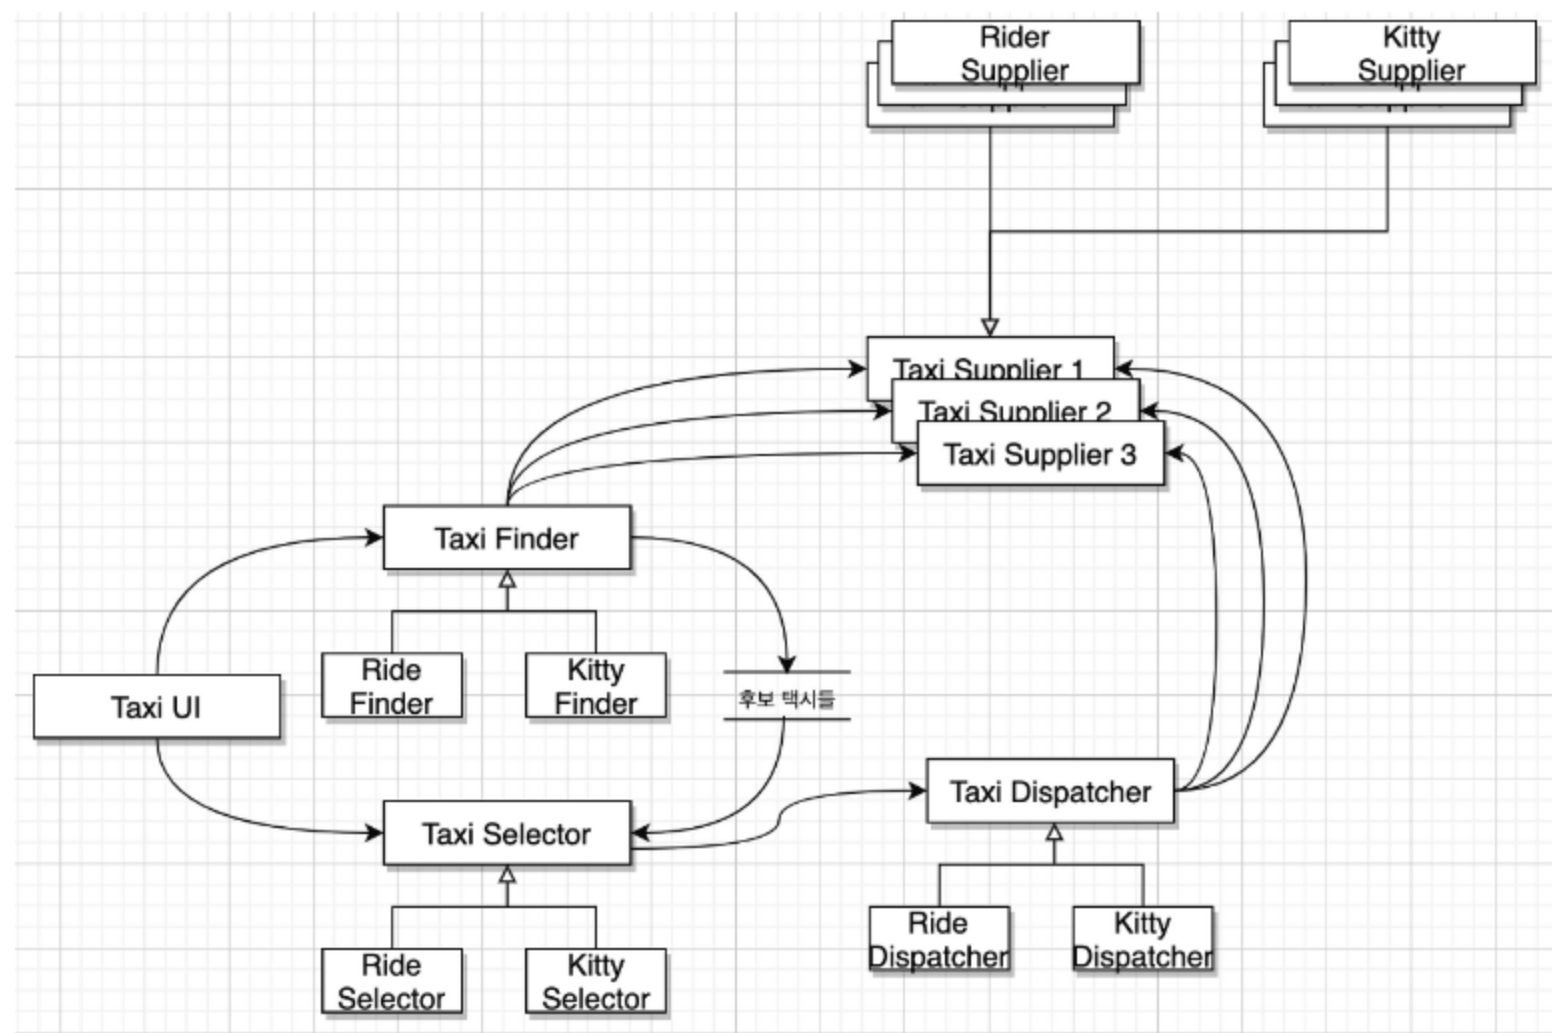 Rider
Supplier
Kitty
Supplier
Taxi Supplier 1
Taxi Supplier 2
Taxi Supplier 3
Taxi Finder
Ride
Finder
Kitty
Finder
Taxi UI
후보 택시들
Taxi Selector
Taxi Dispatcher
Ride
Selector
Kitty
Selector
Ride
Dispatcher
Kitty
Dispatcher